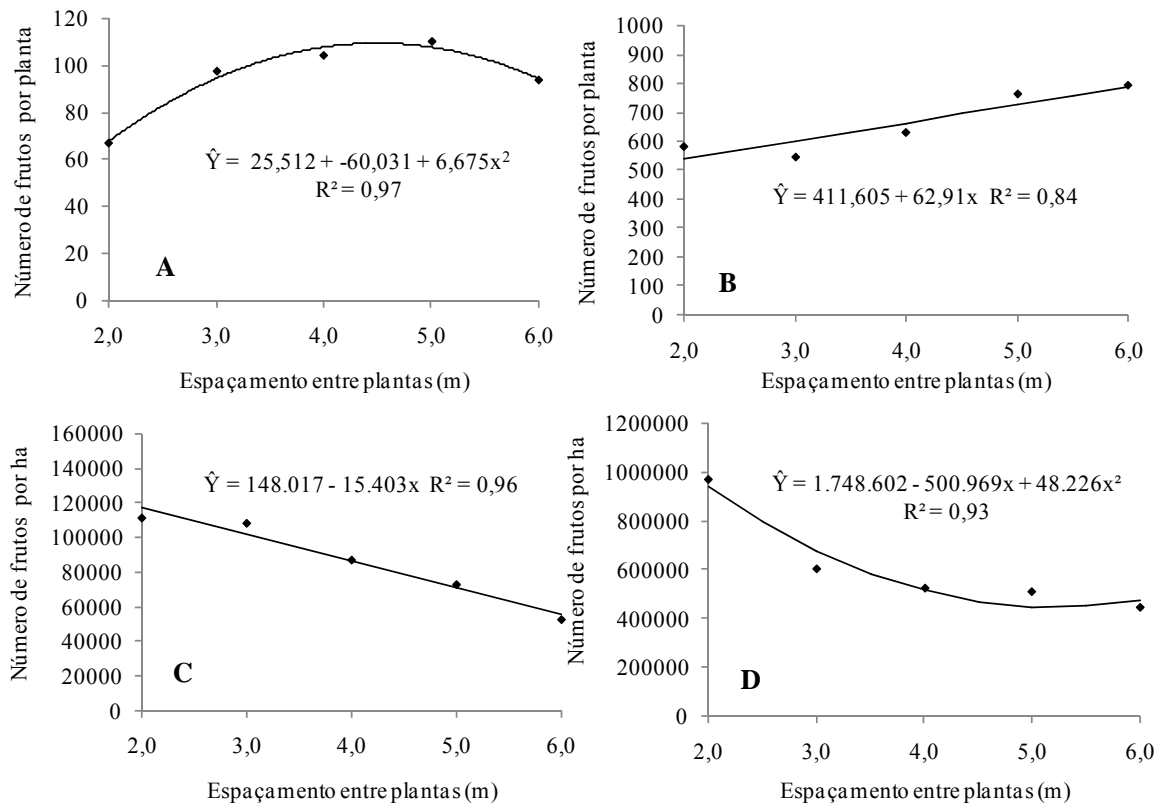 Número de frutos por planta
120
100
80
60
40
20
0
Ŷ = 25,512 + -60,031 + 6,675x²
R² = 0,97
A
2,0 3,0 4,0 5,0 6,0
Espaçamento entre plantas (m)
Número de frutos por planta
1000
900
800
700
600
500
400
300
200
100
0
Ŷ = 411,605 + 62,91x R² = 0,84
B
2,0 3,0 4,0 5,0 6,0
Espaçamento entre plantas (m)
Número de frutos por ha
160000
140000
120000
100000
80000
60000
40000
20000
0
Ŷ = 148.017 - 15.403x R² = 0,96
C
2,0 3,0 4,0 5,0 6,0
Espaçamento entre plantas (m)
Número de frutos por ha
1200000
1000000
800000
600000
400000
200000
0
Ŷ = 1.748.602 - 500.969x + 48.226x²
R² = 0,93
D
2,0 3,0 4,0 5,0 6,0
Espaçamento entre plantas (m)